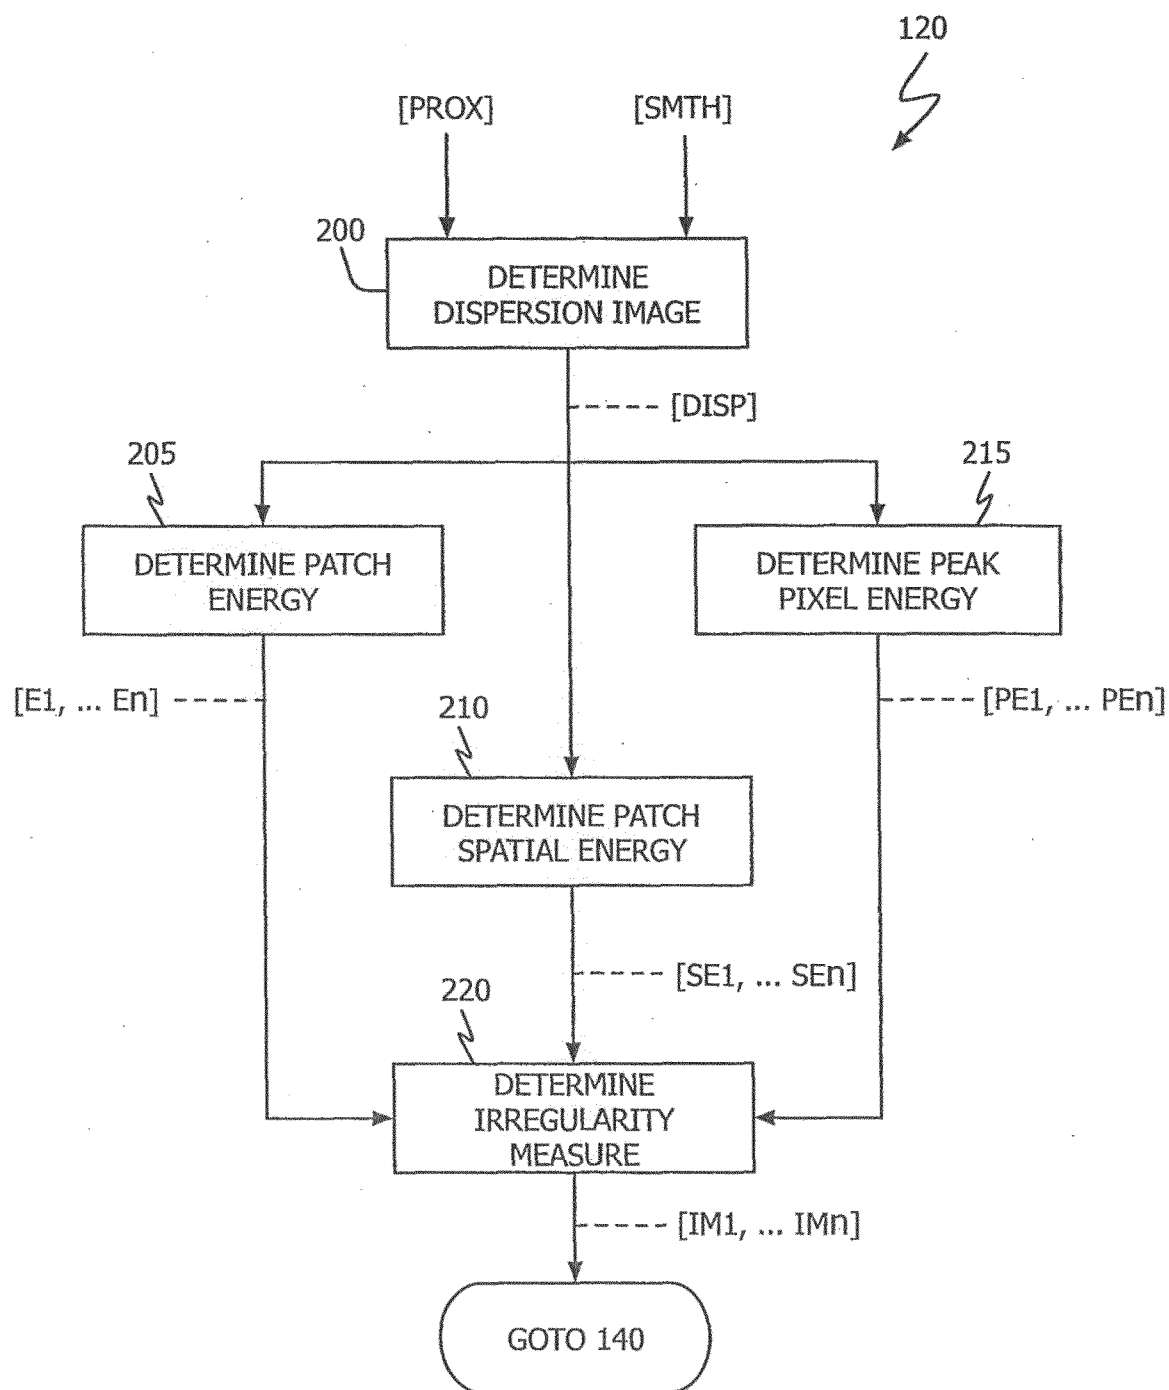 120
[PROX]
[SMTH]
200
DETERMINE
DISPERSION IMAGE
[DISP]
205
215
DETERMINE PATCH
ENERGY
DETERMINE PEAK
PIXEL ENERGY
[E1, ... En]
[PE1, ... PEn]
210
DETERMINE PATCH
SPATIAL ENERGY
[SE1, ... SEn]
220
DETERMINE
IRREGULARITY
MEASURE
[IM1, ... IMn]
GOTO 140